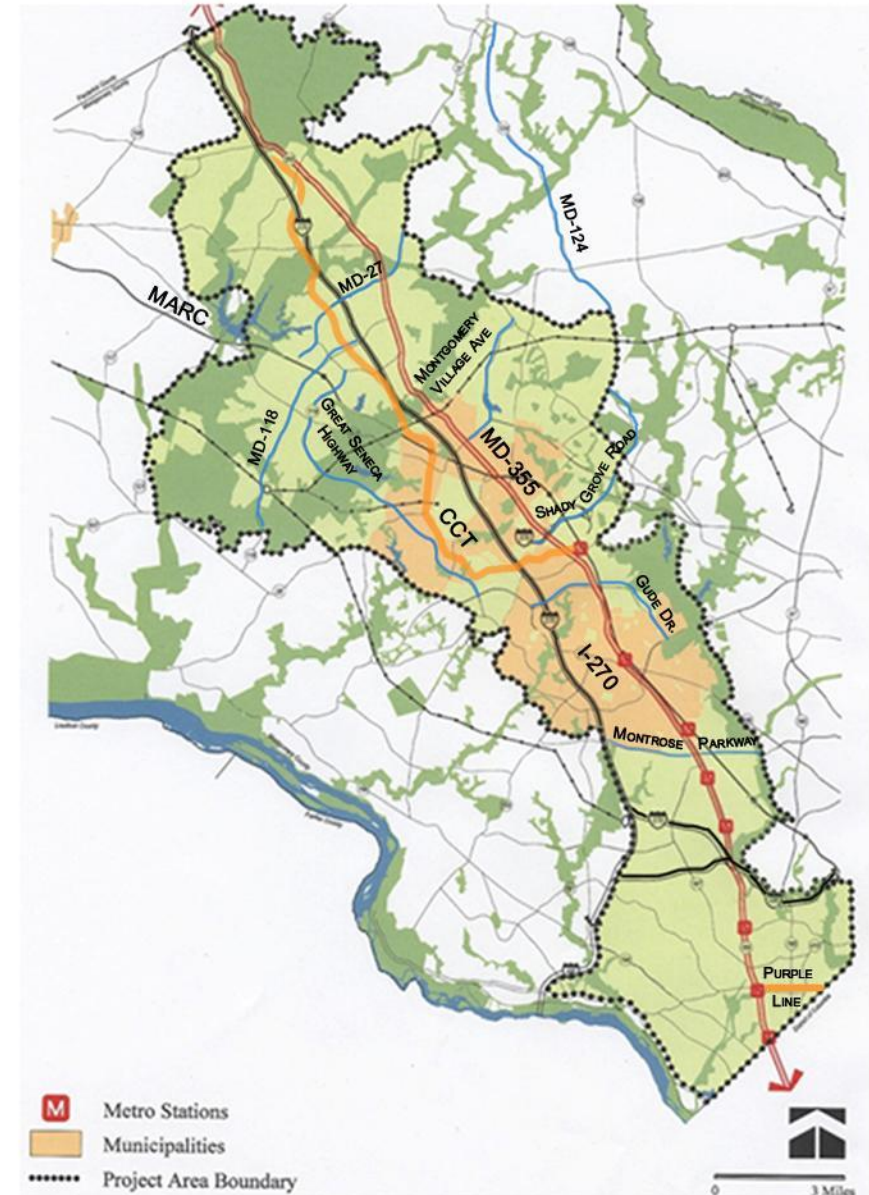 MD-124
MD-27
MARC
MONTGOMERY
VILLAGE AVE
MD-118
GREAT SENECA
HIGHWAY
MD-355
SHADY GROVE ROAD
CCT
GUDE DR.
I-270
MONTROSE PARKWAY
PURPLE
LINE
M Metro Stations
Municipalities
Project Area Boundary
0 3 Miles